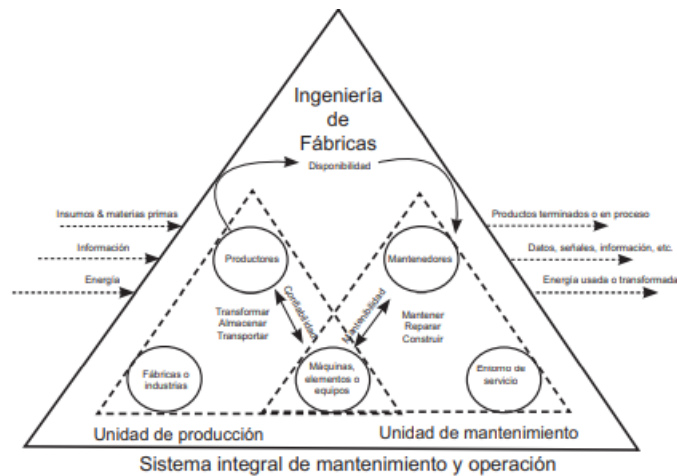 Ingeniería
de
Fábricas
Disponibilidad
Insumos & materias primas
Información
Energía
Productos terminados o en proceso
Datos, señales, información, etc.
Energía usada o transformada
Productores
Mantenedores
Confiabilidad
Mantenibilidad
Transformar
Almacenar
Transportar
Mantener
Reparar
Construir
Fábricas o
industrias
Máquinas,
elementos o
equipos
Entorno de
servicio
Unidad de producción
Unidad de mantenimiento
Sistema integral de mantenimiento y operación